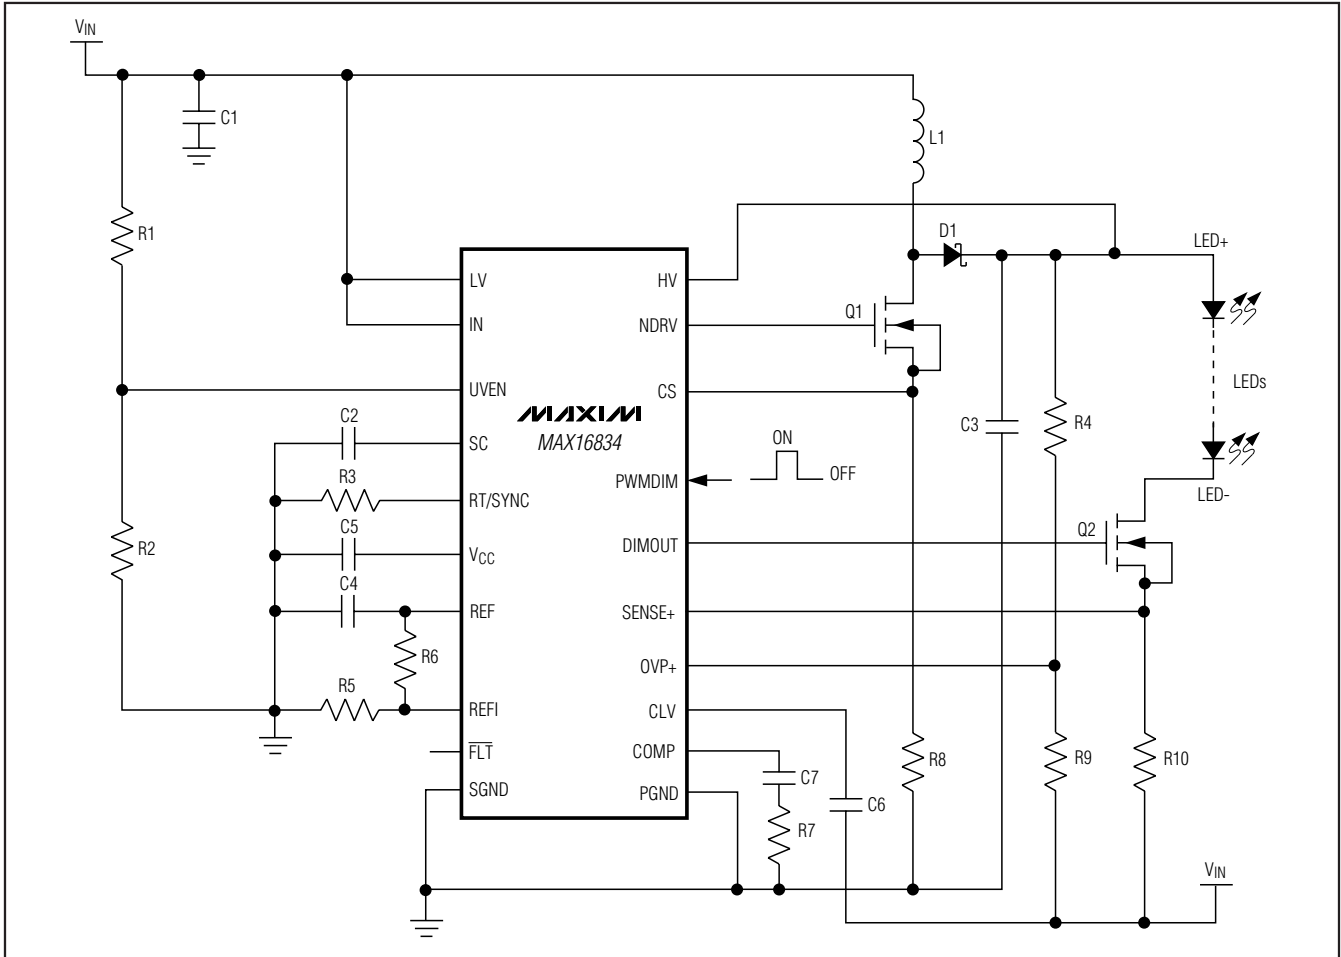 VIN
C1
L1
R1
D1
LED+
LV
HV
Q1
IN
NDRV
LEDs
UVEN
CS
MAXIM
MAX16834
C2
SC
C3
R4
ON
OFF
R3
RT/SYNC
PWMDIM
LED-
C5
VCC
DIMOUT
Q2
C4
REF
SENSE+
R6
OVP+
R5
REFI
CLV
FLT
COMP
R2
SGND
PGND
C7
R8
R9
R10
C6
R7
VIN